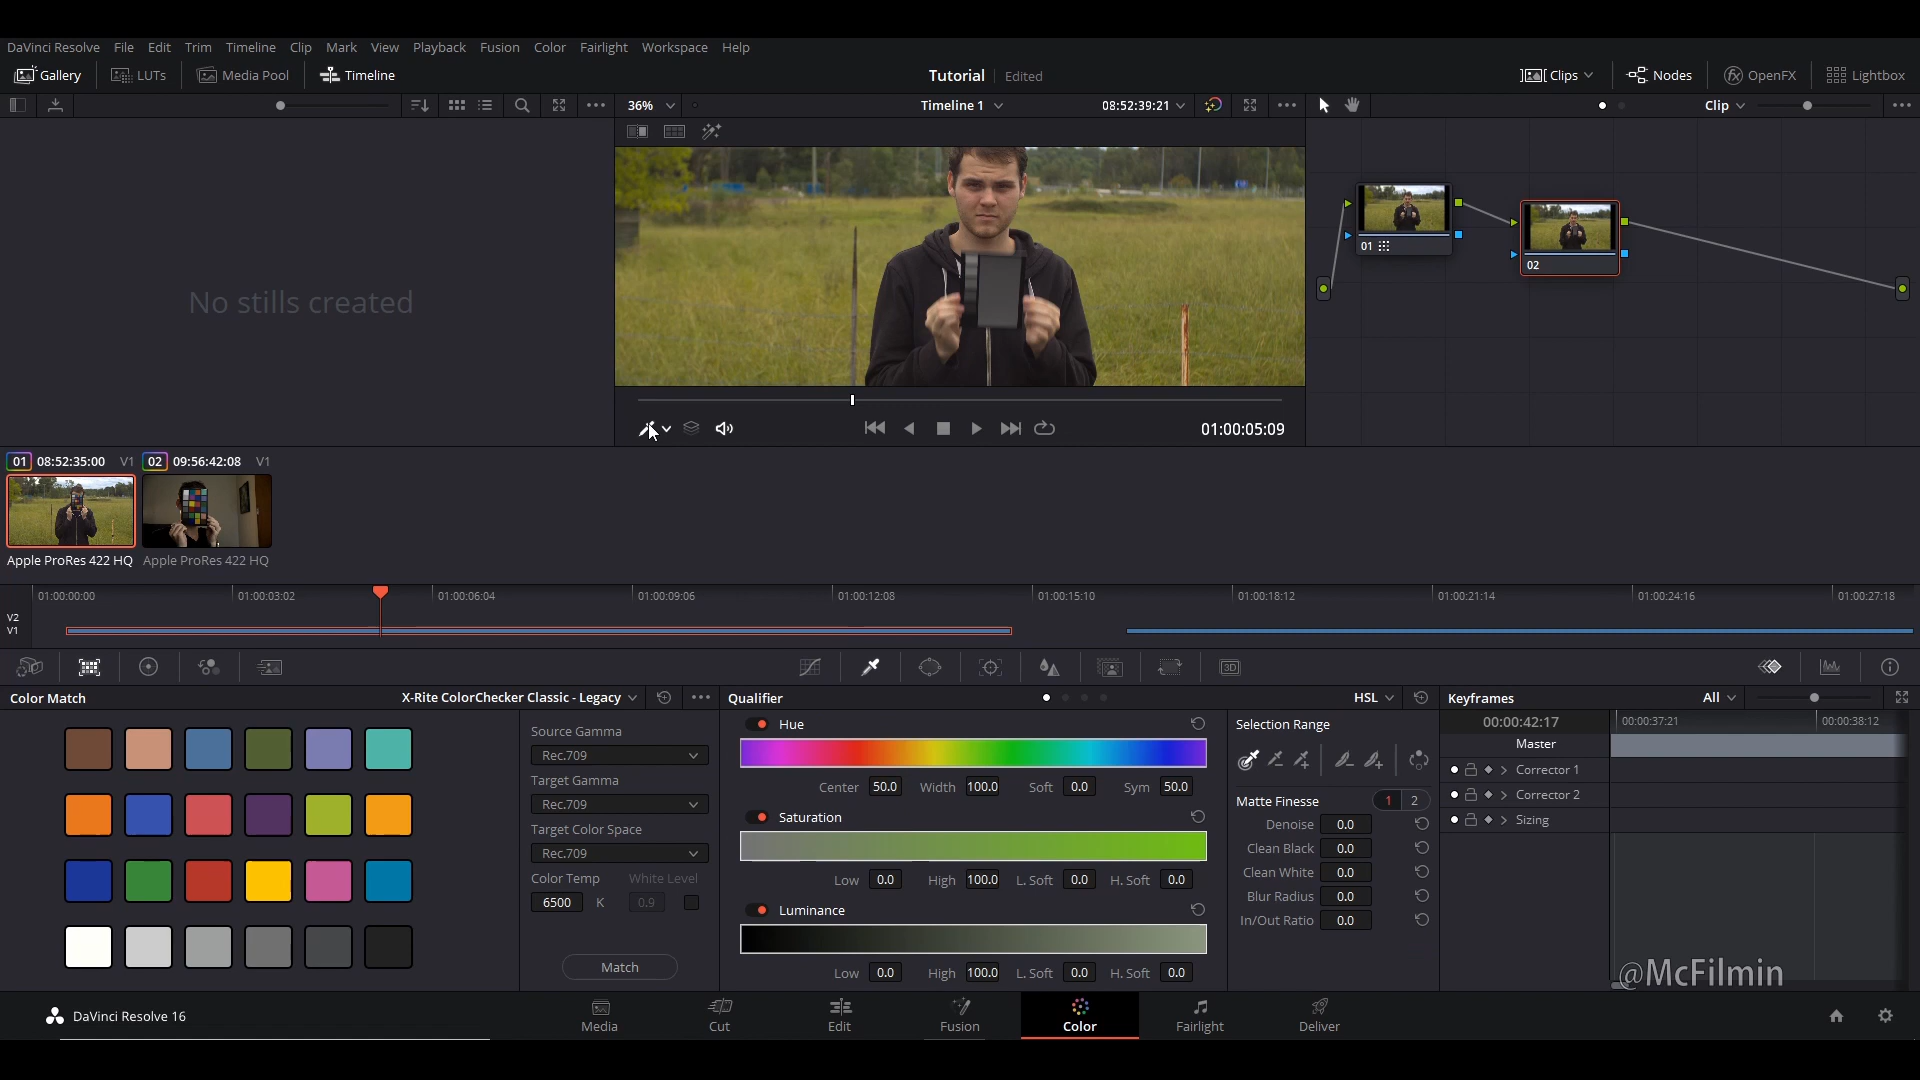 DaVinci Resolve File Edit Trim Timeline Clip Mark View Playback Fusion Color Fairlight Workspace Help
Gallery LUTs Media Pool Timeline Tutorial Edited Clips Nodes OpenFX Lightbox
36% Timeline 1 08:52:39:21 Clip
No stills created
01
02
01:00:05:09
01 08:52:35:00 V1 02 09:56:42:08 V1
Apple ProRes 422 HQ Apple ProRes 422 HQ
01:00:00:00 01:00:03:02 01:00:06:04 01:00:09:06 01:00:12:08 01:00:15:10 01:00:18:12 01:00:21:14 01:00:24:16 01:00:27:18
V2
V1
3D
Color Match X-Rite ColorChecker Classic - Legacy Qualifier HSL Keyframes All
Source Gamma
Rec.709
Target Gamma
Rec.709
Target Color Space
Rec.709
Color Temp White Level
6500 K 0.9
Match
Hue
Center 50.0 Width 100.0 Soft 0.0 Sym 50.0
Saturation
Low 0.0 High 100.0 L. Soft 0.0 H. Soft 0.0
Luminance
Low 0.0 High 100.0 L. Soft 0.0 H. Soft 0.0
Selection Range
Matte Finesse 1 2
Denoise 0.0
Clean Black 0.0
Clean White 0.0
Blur Radius 0.0
In/Out Ratio 0.0
00:00:42:17 00:00:37:21 00:00:38:12
Master
Corrector 1
Corrector 2
Sizing
@McFilmin
DaVinci Resolve 16
Media Cut Edit Fusion Color Fairlight Deliver